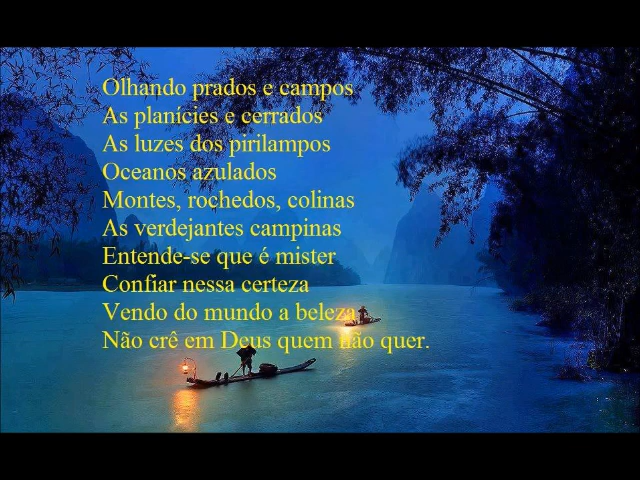 Olhando prados e campos
As planícies e cerrados
As luzes dos pirilampos
Oceanos azulados
Montes, rochedos, colinas
As verdejantes campinas
Entende-se que é mister
Confiar nessa certeza
Vendo do mundo a beleza
Não crê em Deus quem não quer.